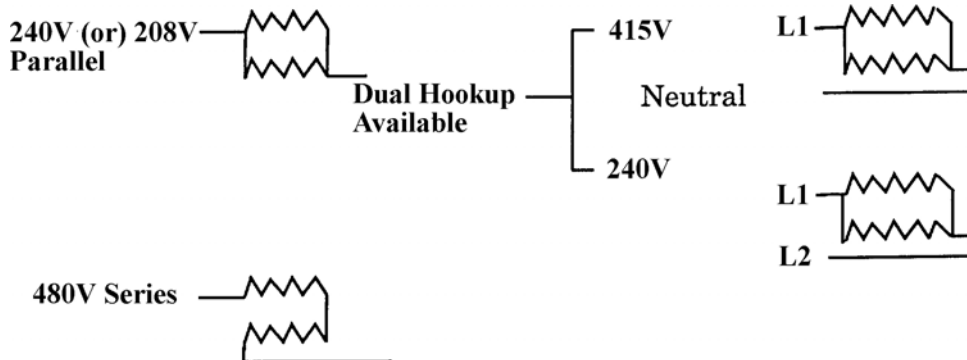 240V (or) 208V
Parallel
Dual Hookup
Available
415V
Neutral
240V
L1
L1
L2
480V Series